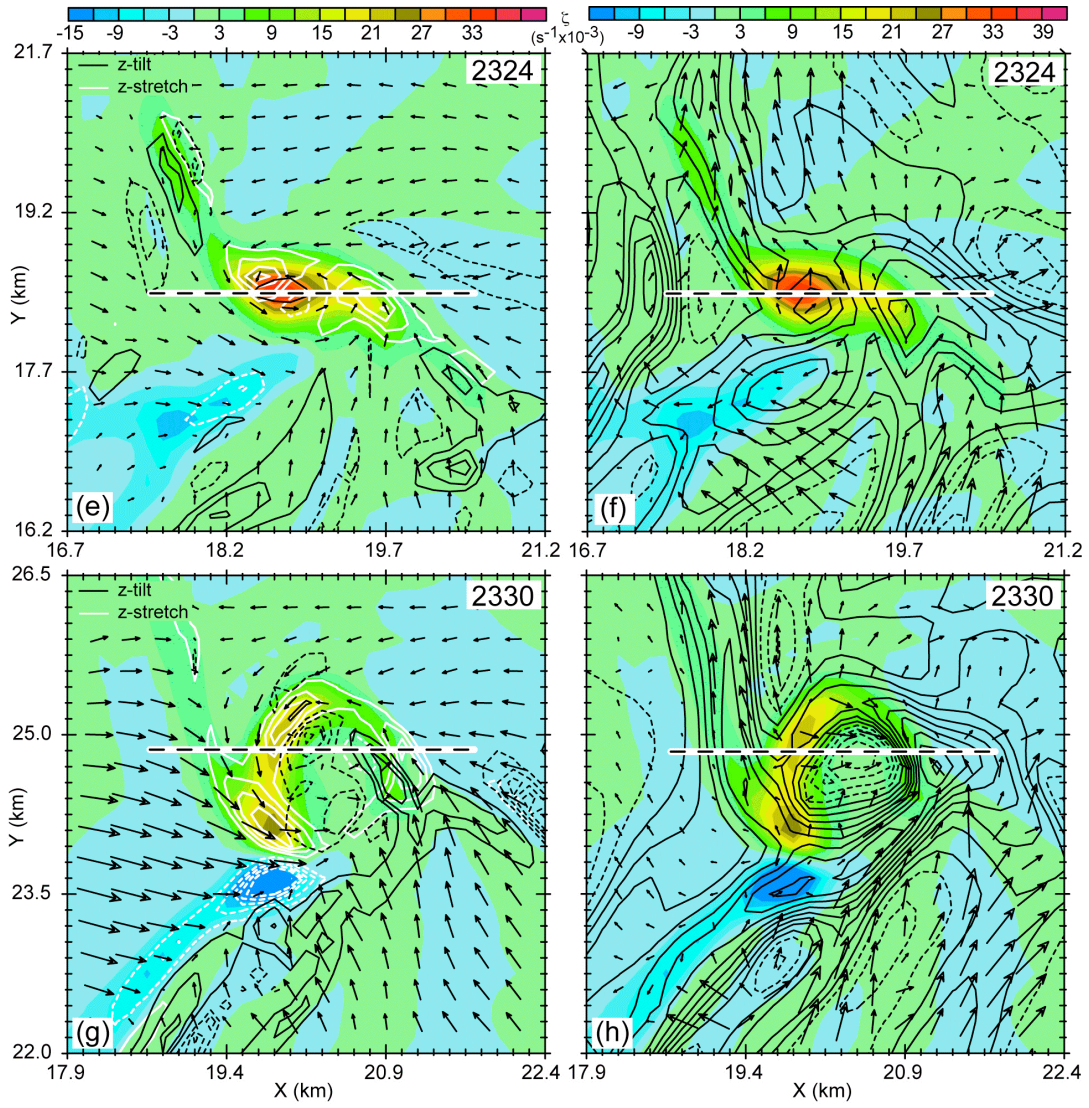 -15 -9 -3 3 9 15 21 27 33 ζ (s⁻¹x10⁻³) -9 -3 3 9 15 21 27 33 39
21.7 z-tilt 2324 2324
z-stretch
19.2
Y (km)
17.7
(e) (f)
16.2
16.7 18.2 19.7 16.7 18.2 19.7 21.2
26.5 z-tilt 2330 2330
z-stretch
25.0
Y (km)
23.5
(g) (h)
22.0
17.9 19.4 20.9 17.9 19.4 20.9 22.4
X (km) X (km)